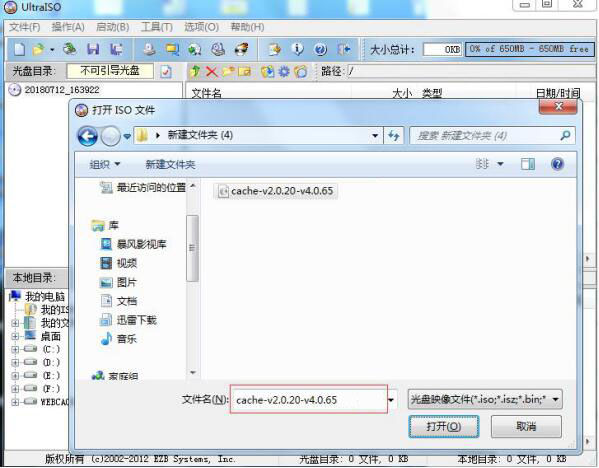 UltraISO
文件(F) 操作(A) 启动(B) 工具(T) 选项(O) 帮助(H)
大小总计: 0KB 0% of 650MB - 650MB free
光盘目录: 不可引导光盘 路径: /
20180712_163922 文件名 大小 类型 日期/时间
打开 ISO 文件
新建文件夹 (4) 搜索 新建文件夹 (4)
组织 新建文件夹
最近访问的位置
cache-v2.0.20-v4.0.65
库
暴风影视库
视频
图片
文档
迅雷下载
音乐
家庭组
本地目录:
我的电脑
我的IS
我的文
桌面
(C:)
(D:)
(E:)
(F:)
WEBCAC
文件名(N): cache-v2.0.20-v4.0.65 光盘映像文件(*.iso;*.isz;*.bin;*
打开(O) 取消
版权所有 (c)2002-2012 EZB Systems, Inc. 光盘目录: 0 文件, 0 KB 本地目录: 0 文件, 0 KB